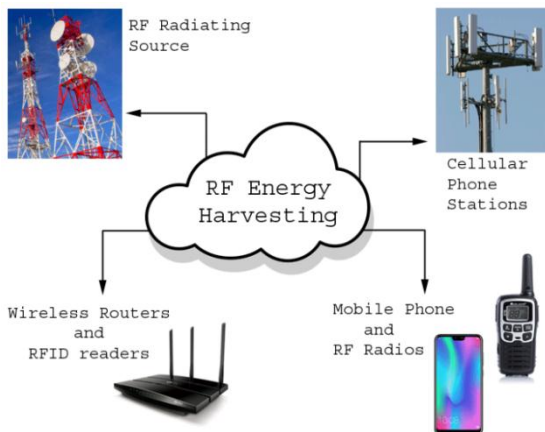 RF Radiating
Source
Cellular
Phone
Stations
RF Energy
Harvesting
Wireless Routers
and
RFID readers
Mobile Phone
and
RF Radios